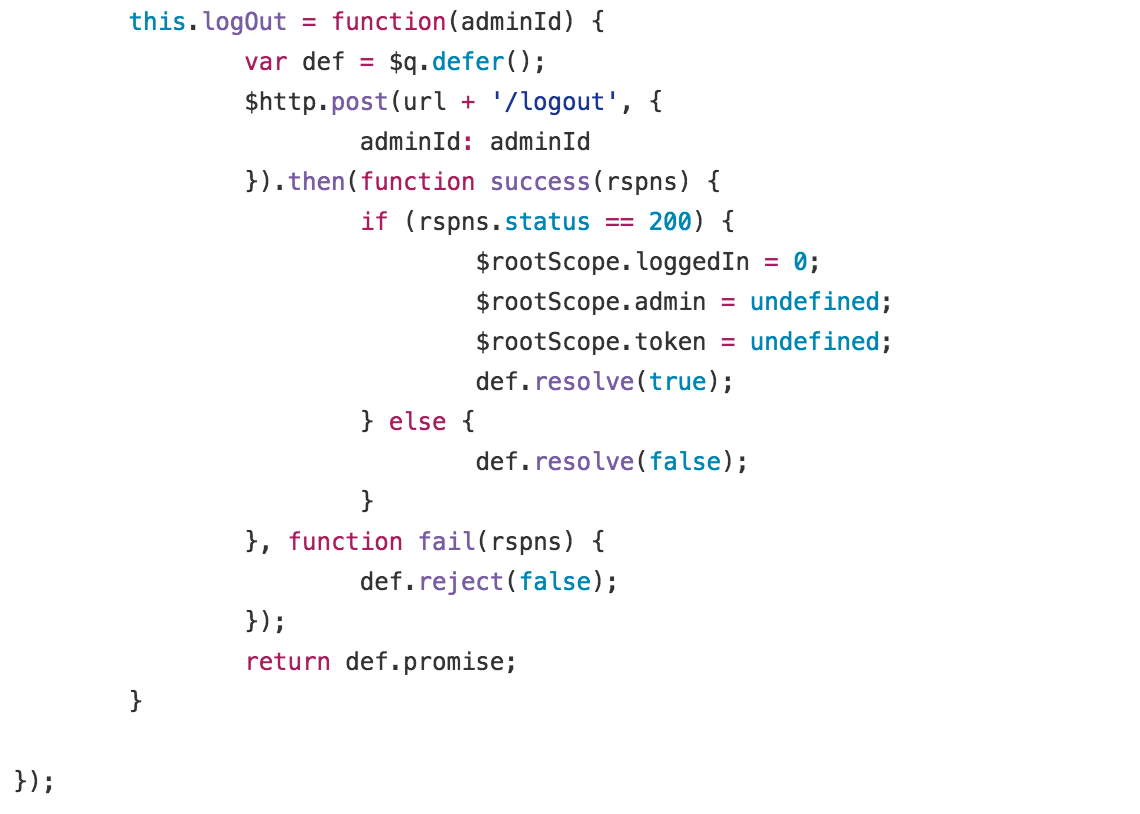 this.logOut = function(adminId) {
var def = $q.defer();
$http.post(url + '/logout', {
adminId: adminId
}).then(function success(rspns) {
if (rspns.status == 200) {
$rootScope.loggedIn = 0;
$rootScope.admin = undefined;
$rootScope.token = undefined;
def.resolve(true);
} else {
def.resolve(false);
}
}, function fail(rspns) {
def.reject(false);
});
return def.promise;
}
});